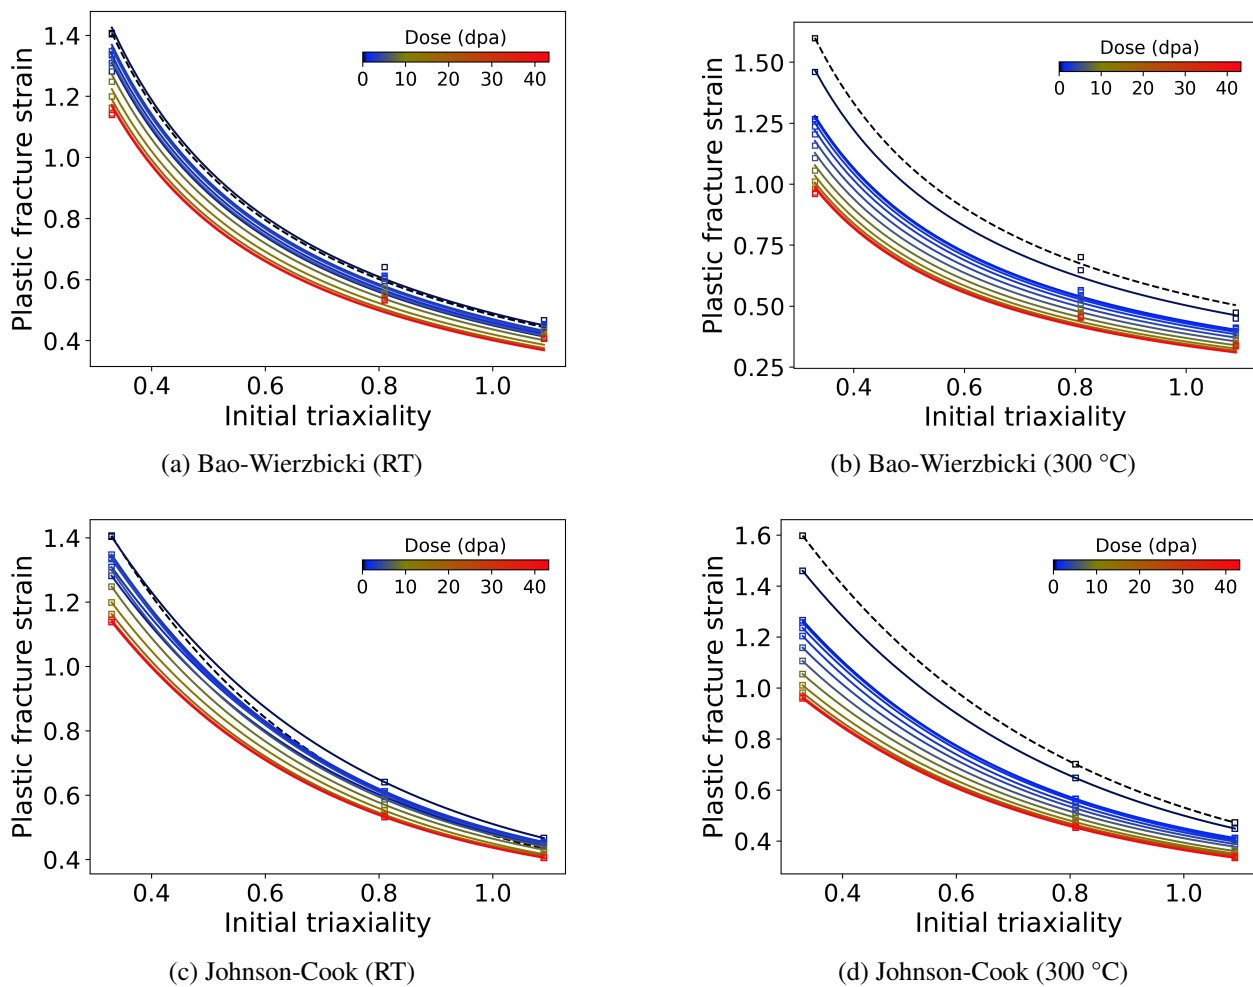 Plastic fracture strain
1.4
1.2
1.0
0.8
0.6
0.4
Dose (dpa)
0 10 20 30 40
0.4 0.6 0.8 1.0
Initial triaxiality
(a) Bao-Wierzbicki (RT)
Plastic fracture strain
1.50
1.25
1.00
0.75
0.50
0.25
Dose (dpa)
0 10 20 30 40
0.4 0.6 0.8 1.0
Initial triaxiality
(b) Bao-Wierzbicki (300 °C)
Plastic fracture strain
1.4
1.2
1.0
0.8
0.6
0.4
Dose (dpa)
0 10 20 30 40
0.4 0.6 0.8 1.0
Initial triaxiality
(c) Johnson-Cook (RT)
Plastic fracture strain
1.6
1.4
1.2
1.0
0.8
0.6
0.4
Dose (dpa)
0 10 20 30 40
0.4 0.6 0.8 1.0
Initial triaxiality
(d) Johnson-Cook (300 °C)